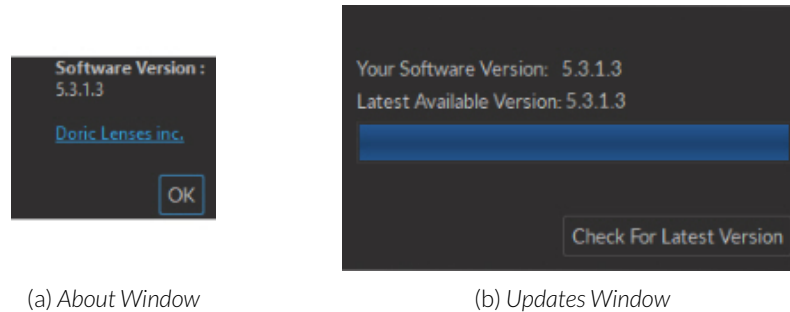 Software Version :
5.3.1.3
Doric Lenses inc.
OK
Your Software Version: 5.3.1.3
Latest Available Version: 5.3.1.3
Check For Latest Version
(a) About Window
(b) Updates Window